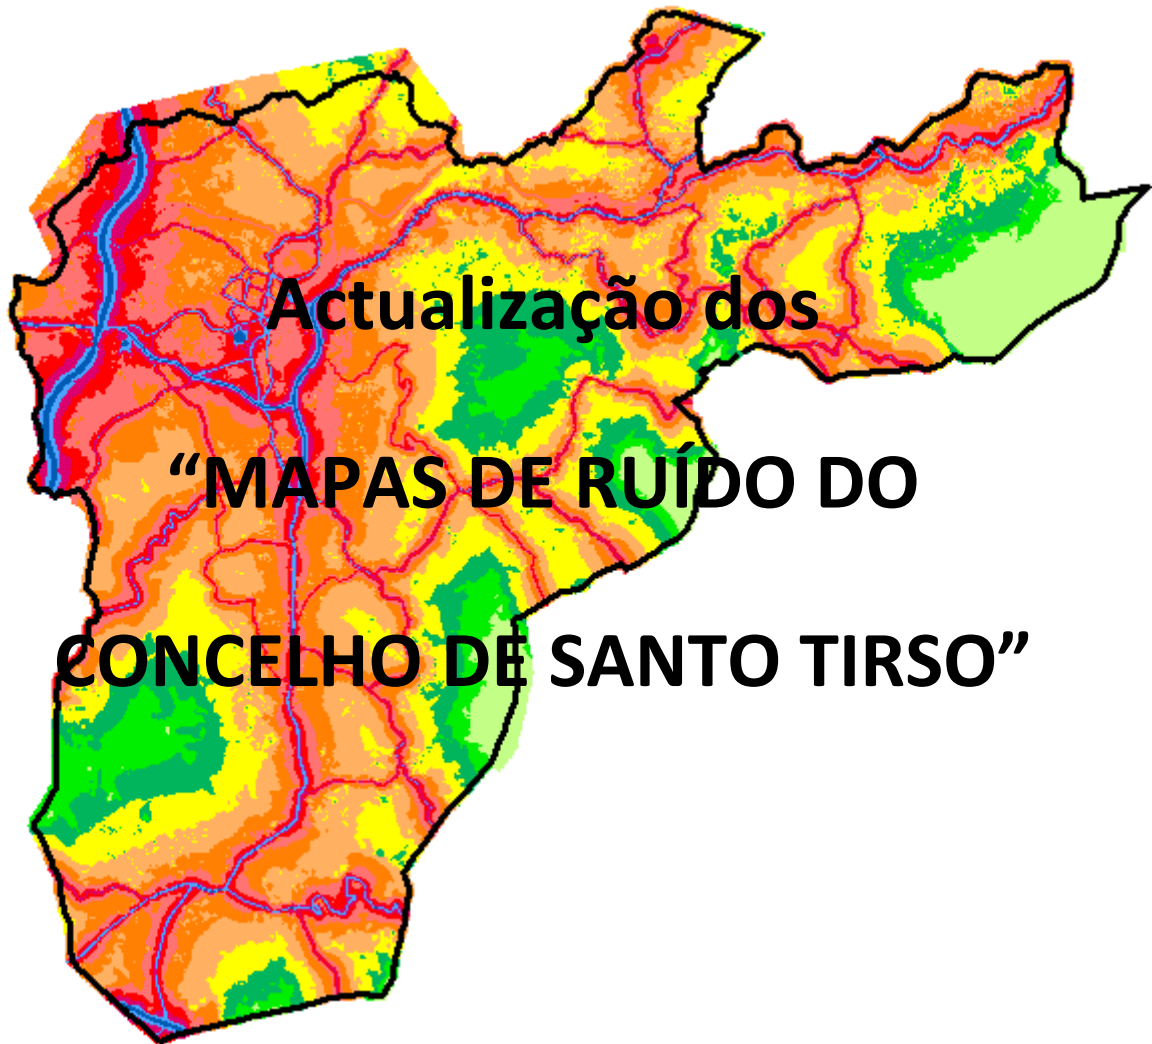 Actualização dos
“MAPAS DE RUÍDO DO
CONCELHO DE SANTO TIRSO”